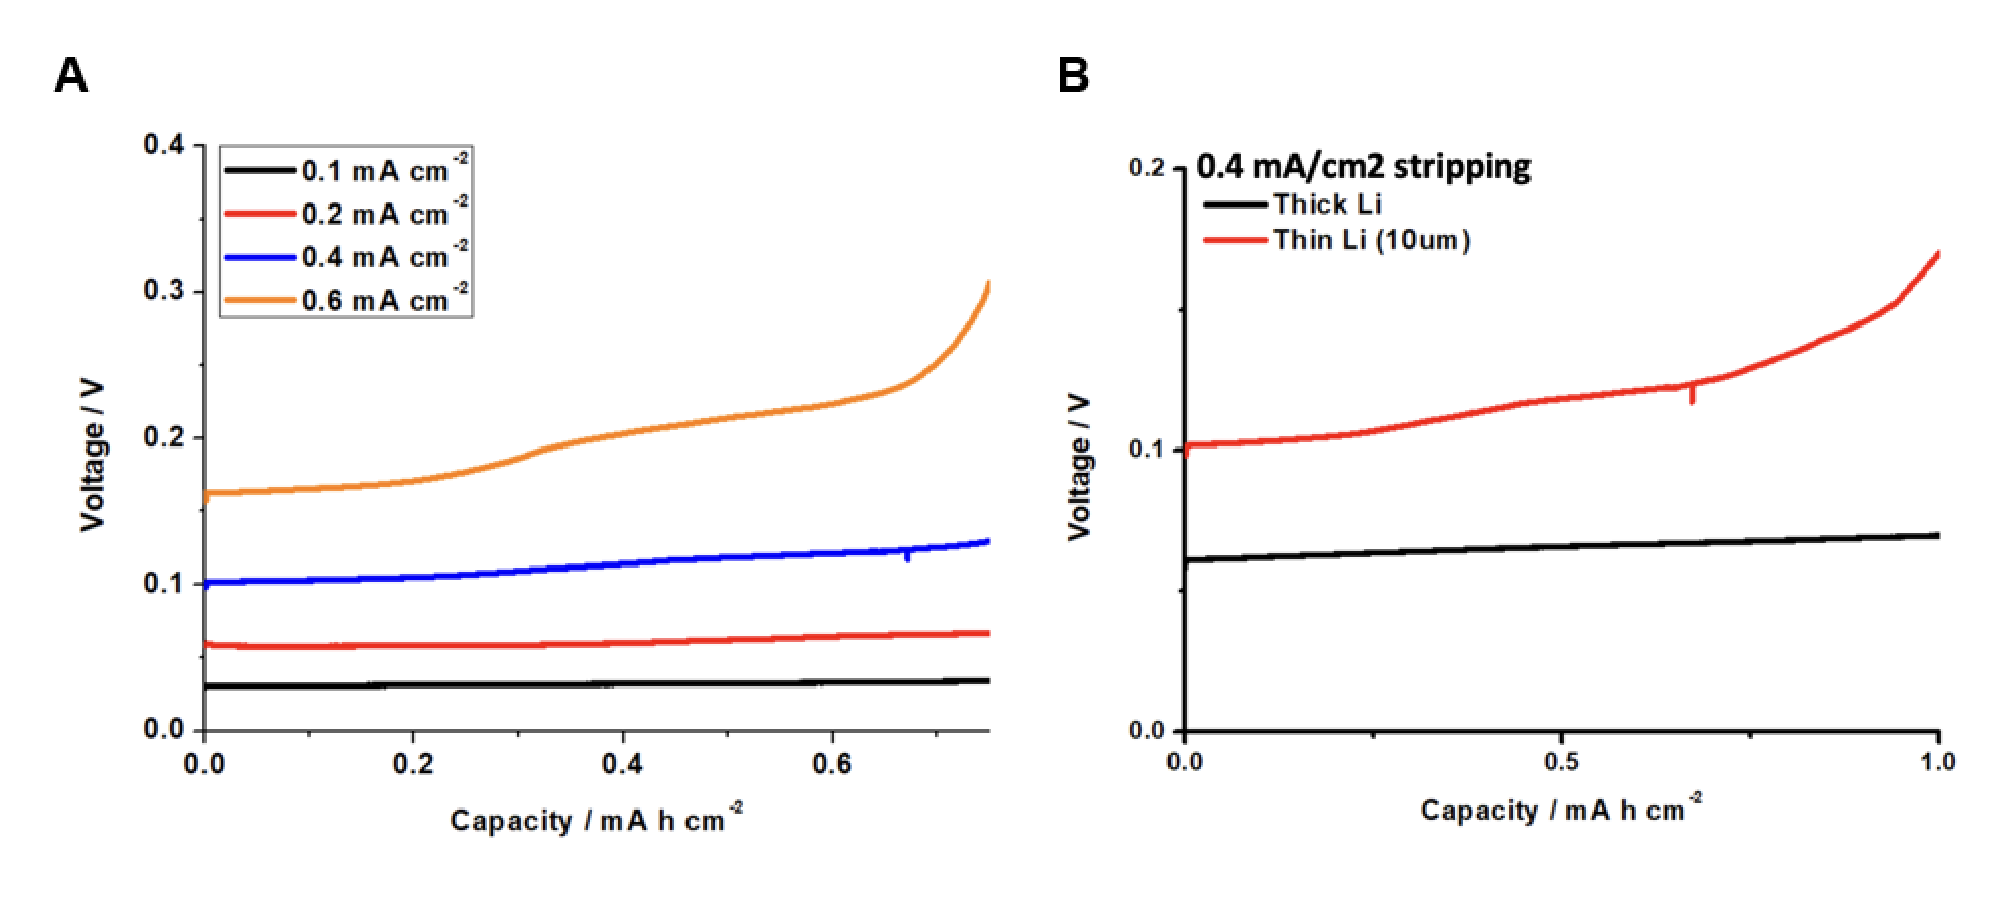 A
B
0.4
0.3
0.2
0.1
0.0
0.1 mA cm-2
0.2 mA cm-2
0.4 mA cm-2
0.6 mA cm-2
Voltage / V
0.0 0.2 0.4 0.6
Capacity / mA h cm-2
0.2
0.1
0.0
0.4 mA/cm2 stripping
Thick Li
Thin Li (10um)
Voltage / V
0.0 0.5 1.0
Capacity / mA h cm-2